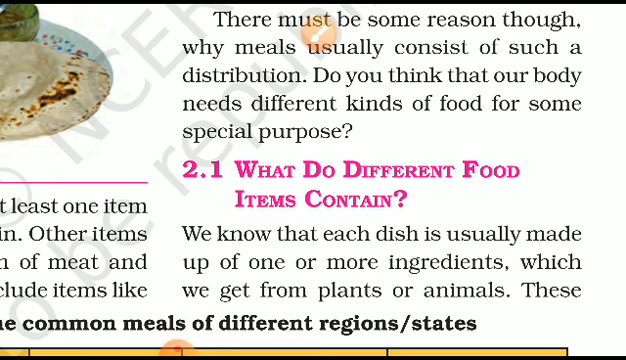 There must be some reason though,
why meals usually consist of such a
distribution. Do you think that our body
needs different kinds of food for some
special purpose?
2.1 What Do Different Food
Items Contain?
We know that each dish is usually made
up of one or more ingredients, which
we get from plants or animals. These
t least one item
in. Other items
n of meat and
clude items like
e common meals of different regions/states